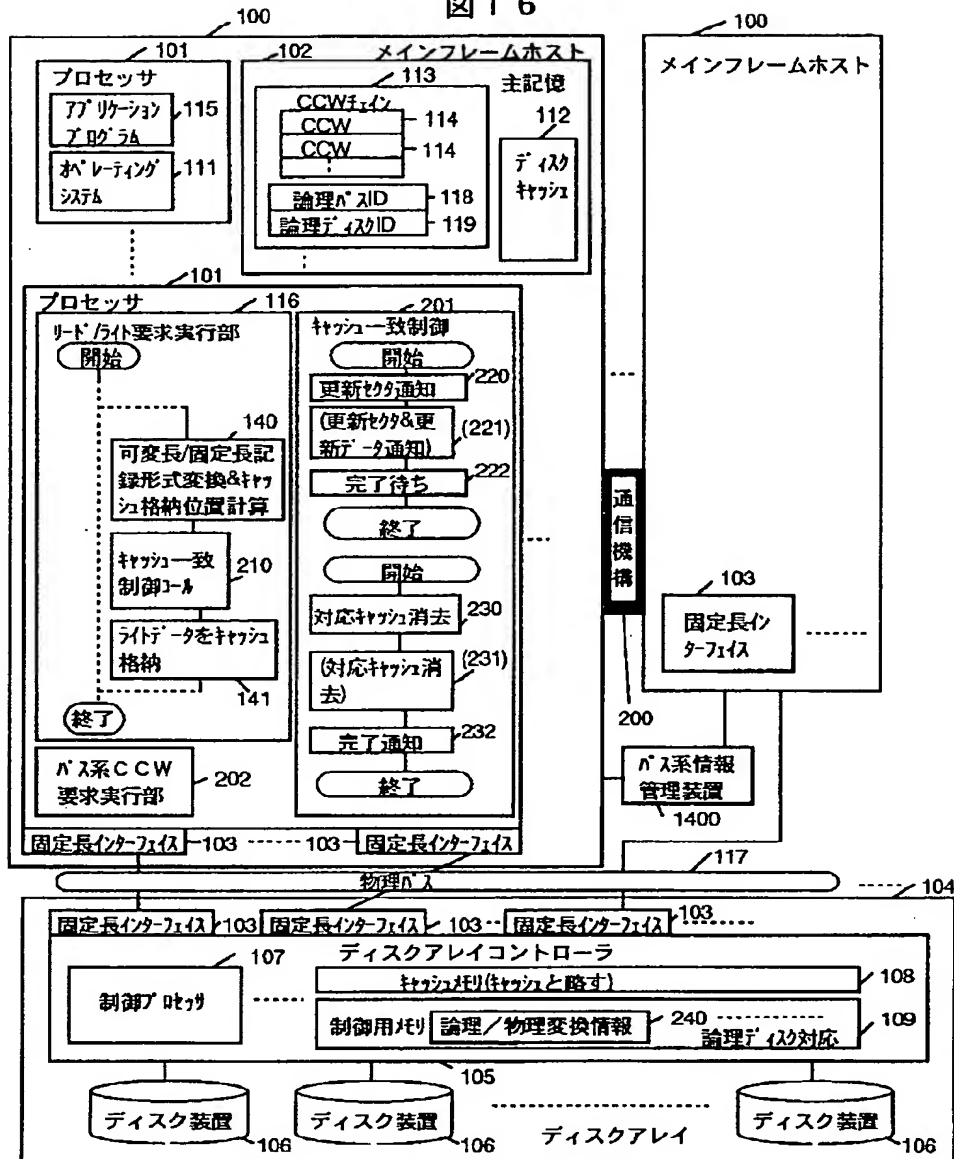 図１６
100
100
メインフレームホスト
メインフレームホスト
101
プロセッサ
アプリケーション
プログラム
115
オペレーティング
システム
111
102
主記憶
113
CCWチェイン
CCW
114
CCW
114
論理パスID
118
論理ディスクID
119
112
ディスク
キャッシュ
101
プロセッサ
116
リード/ライト要求実行部
開始
140
可変長/固定長記
録形式変換&キャッ
シュ格納位置計算
キャッシュ一致
制御コール
210
ライトデータをキャッシュ
格納
141
終了
パス系ＣＣＷ
要求実行部
202
201
キャッシュ一致制御
開始
更新セクタ通知
220
(更新セクタ&更
新データ通知)
(221)
完了待ち
222
終了
開始
対応キャッシュ消去
230
(対応キャッシュ消
去)
(231)
完了通知
232
終了
固定長インターフェイス
103
103
固定長インターフェイス
通信機構
200
103
固定長イン
ターフェイス
パス系情報
管理装置
1400
117
物理パス
104
固定長インターフェイス
103
固定長インターフェイス
103
固定長インターフェイス
103
ディスクアレイコントローラ
107
制御プロセッサ
キャッシュメモリ(キャッシュと略す)
108
制御用メモリ
論理／物理変換情報
240
論理ディスク対応
109
105
ディスク装置
106
ディスク装置
106
ディスクアレイ
ディスク装置
106